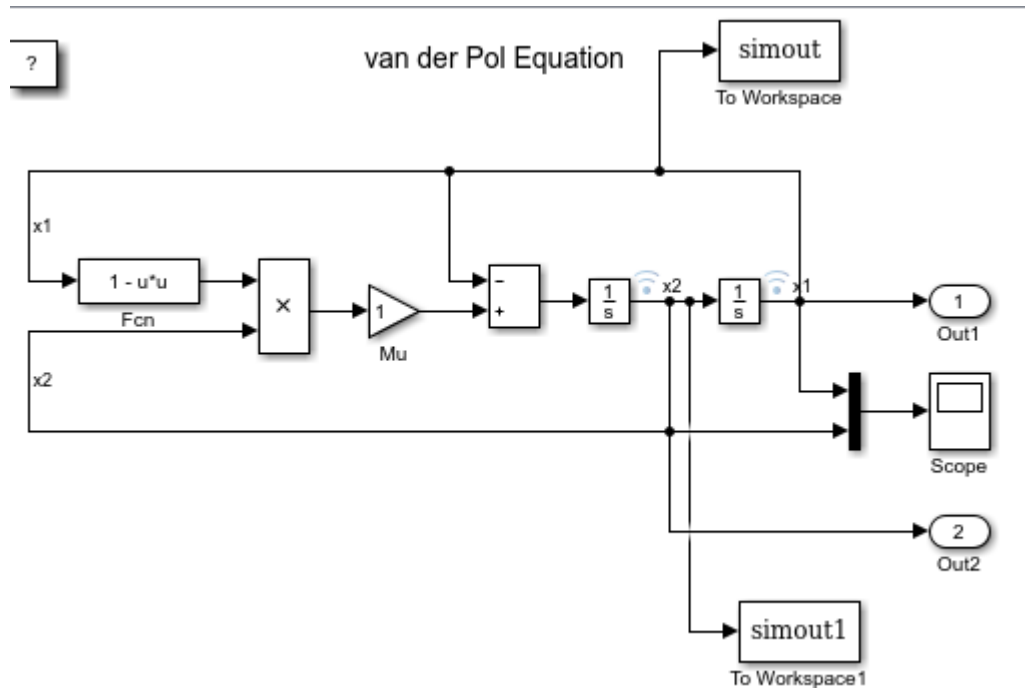 ?
van der Pol Equation
simout
To Workspace
x1
1 - u*u
Fcn
×
1
Mu
−
+
1
s
x2
1
s
x1
1
Out1
x2
Scope
2
Out2
simout1
To Workspace1